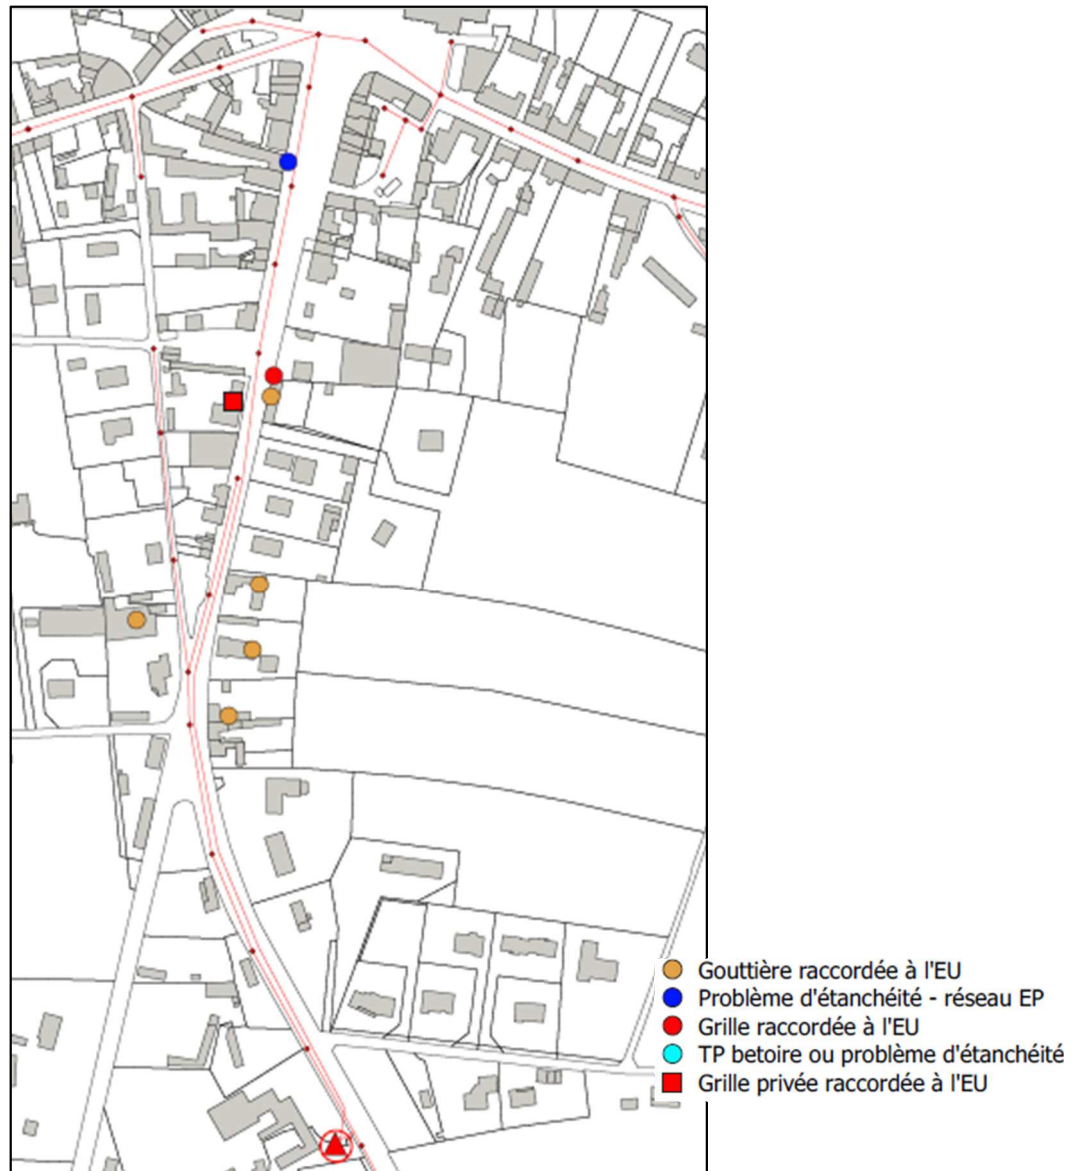 Gouttière raccordée à l'EU
Problème d'étanchéité - réseau EP
Grille raccordée à l'EU
TP betoire ou problème d'étanchéité
Grille privée raccordée à l'EU